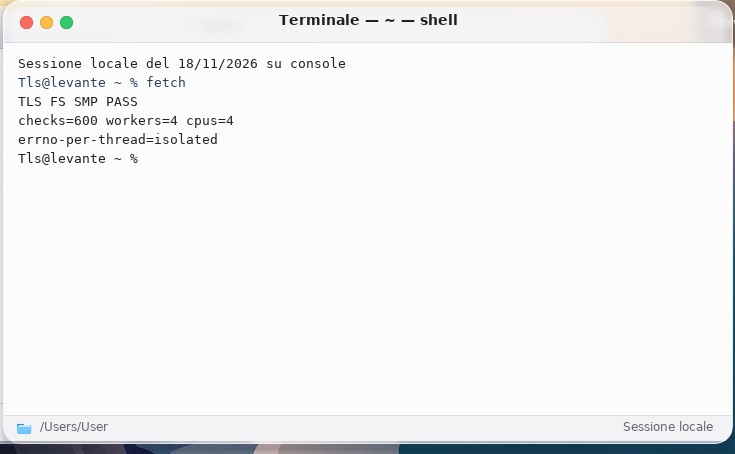 Terminale — ~ — shell
Sessione locale del 18/11/2026 su console
Tls@levante ~ % fetch
TLS FS SMP PASS
checks=600 workers=4 cpus=4
errno-per-thread=isolated
Tls@levante ~ %
/Users/User
Sessione locale